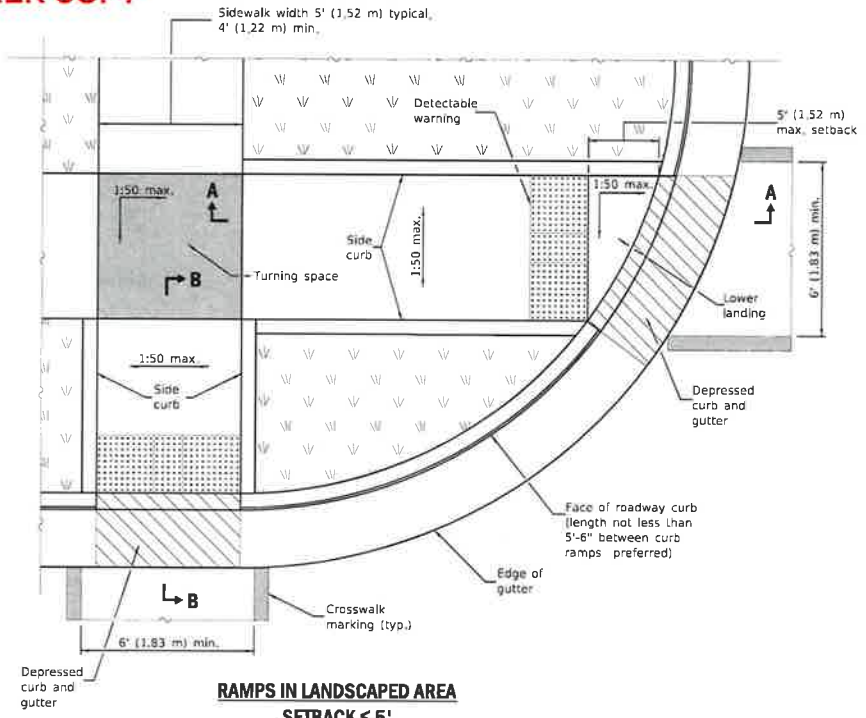 Sidewalk width 5' (1.52 m) typical,
4' (1.22 m) min.
Detectable
warning
5' (1.52 m)
max. setback
1:50 max.
A
1:50 max.
A
Side
curb
1:50 max.
6' (1.83 m) min.
B
Turning space
Lower
landing
1:50 max.
Side
curb
Depressed
curb and
gutter
Face of roadway curb
(length not less than
5'-6" between curb
ramps preferred)
Edge of
gutter
B
Crosswalk
marking (typ.)
6' (1.83 m) min.
Depressed
curb and
gutter
RAMPS IN LANDSCAPED AREA
SETBACK ≤ 5'